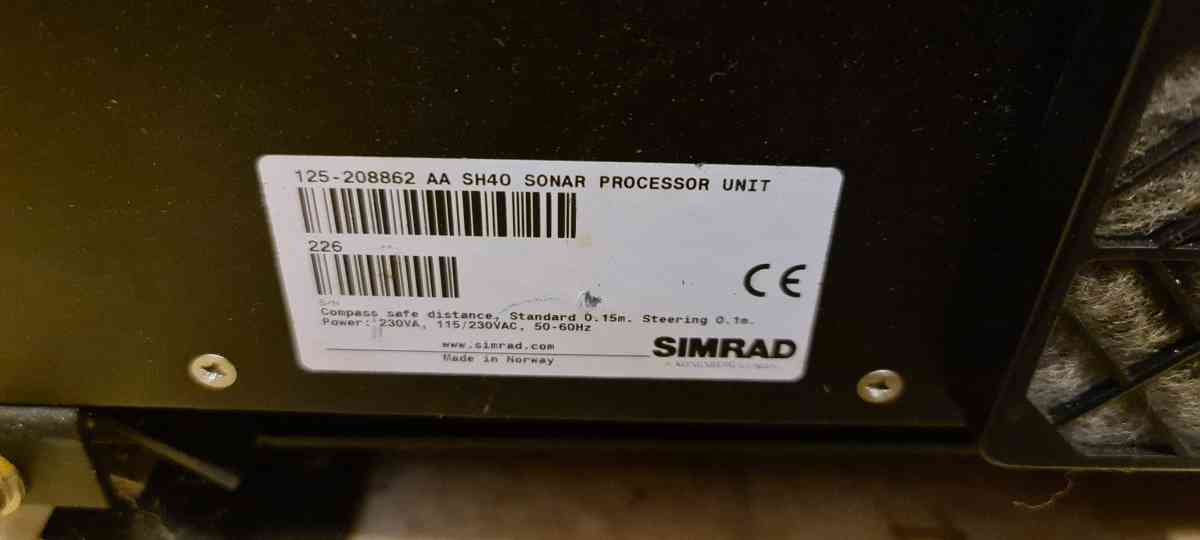 125-208862 AA SH40 SONAR PROCESSOR UNIT
226
S/N
CE
Compass safe distance, Standard 0.15m. Steering 0.1m.
Power: 230VA, 115/230VAC, 50-60Hz
www.simrad.com
SIMRAD
Made in Norway